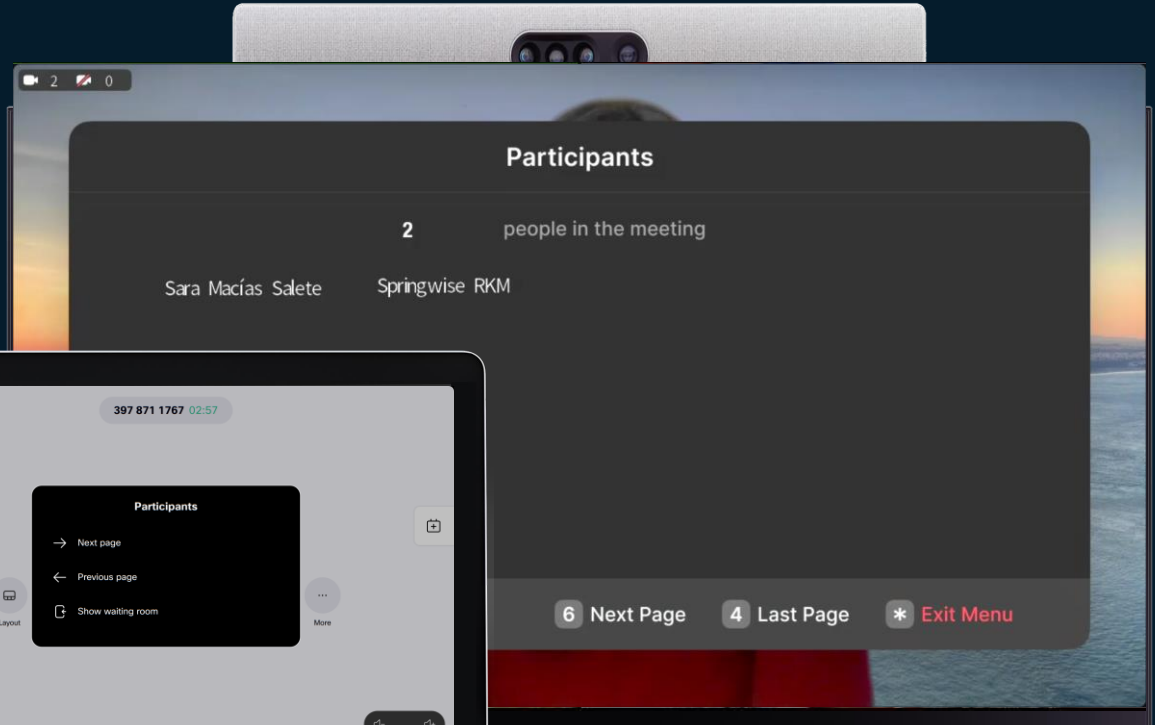 2 0
Participants
2 people in the meeting
Sara Macías Salete Springwise RKM
6 Next Page 4 Last Page * Exit Menu
397 871 1767 02:57
Participants
Next page
Previous page
Show waiting room
Layout
More